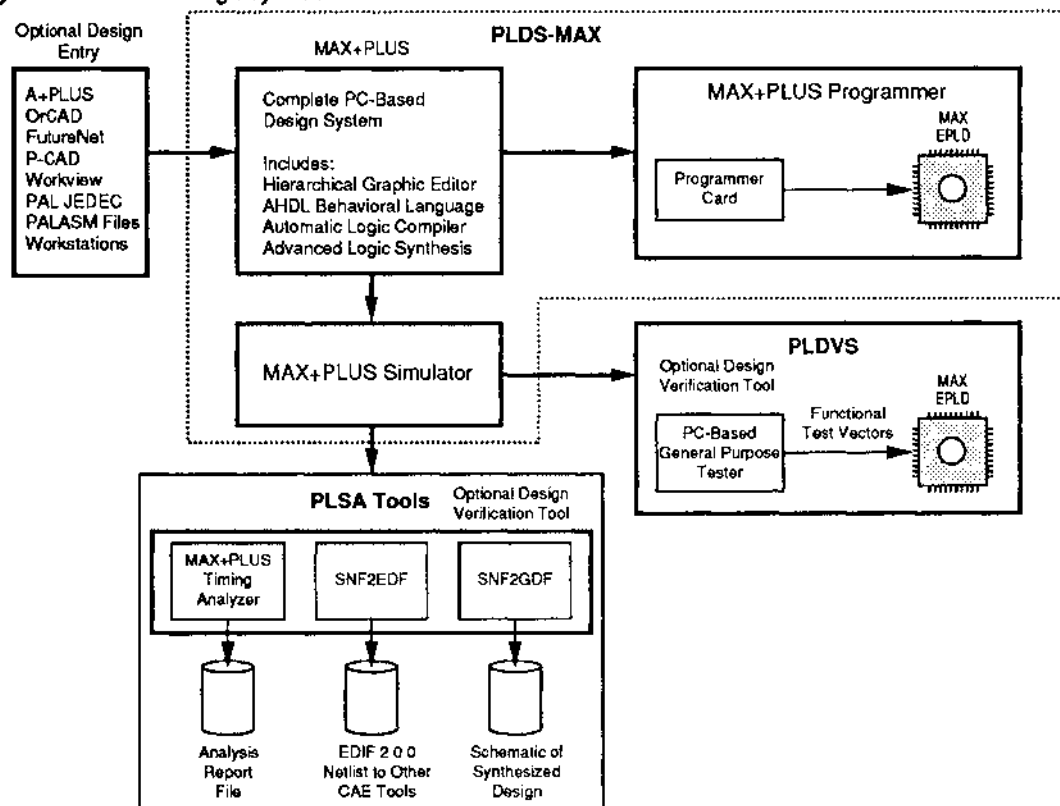 Optional Design
Entry
A+PLUS
OrCAD
FutureNet
P-CAD
Workview
PAL JEDEC
PALASM Files
Workstations
PLDS-MAX
MAX+PLUS
Complete PC-Based
Design System
Includes:
Hierarchical Graphic Editor
AHDL Behavioral Language
Automatic Logic Compiler
Advanced Logic Synthesis
MAX+PLUS Programmer
Programmer
Card
MAX
EPLD
MAX+PLUS Simulator
PLDVS
Optional Design
Verification Tool
PC-Based
General Purpose
Tester
Functional
Test Vectors
MAX
EPLD
PLSA Tools
Optional Design
Verification Tool
MAX+PLUS
Timing
Analyzer
SNF2EDF
SNF2GDF
Analysis
Report
File
EDIF 2 0 0
Netlist to Other
CAE Tools
Schematic of
Synthesized
Design